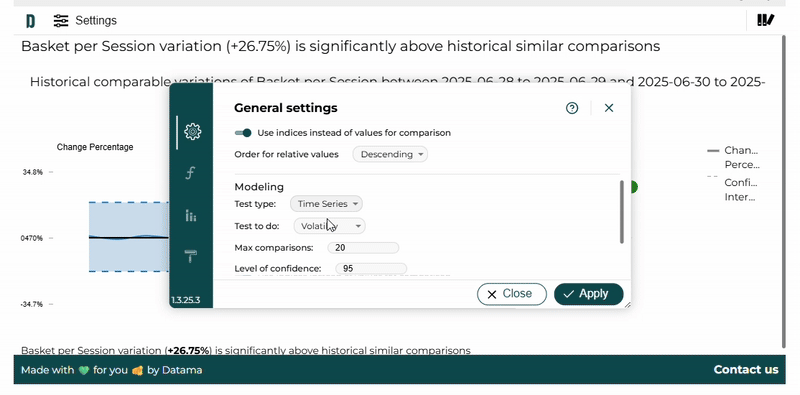 Settings
Basket per Session variation (+26.75%) is significantly above historical similar comparisons
Historical comparable variations of Basket per Session between 2025-06-28 to 2025-06-29 and 2025-06-30 to 2025-
General settings
Use indices instead of values for comparison
Order for relative values Descending
Modeling
Test type: Time Series
Test to do: Volatility
Max comparisons: 20
Level of confidence: 95
1.3.25.3
Close
Apply
Change Percentage
34.8%
0470%
-34.7%
Chan...
Perce...
Confi...
Inter...
Basket per Session variation (+26.75%) is significantly above historical similar comparisons
Made with 💚 for you 🤙 by Datama
Contact us